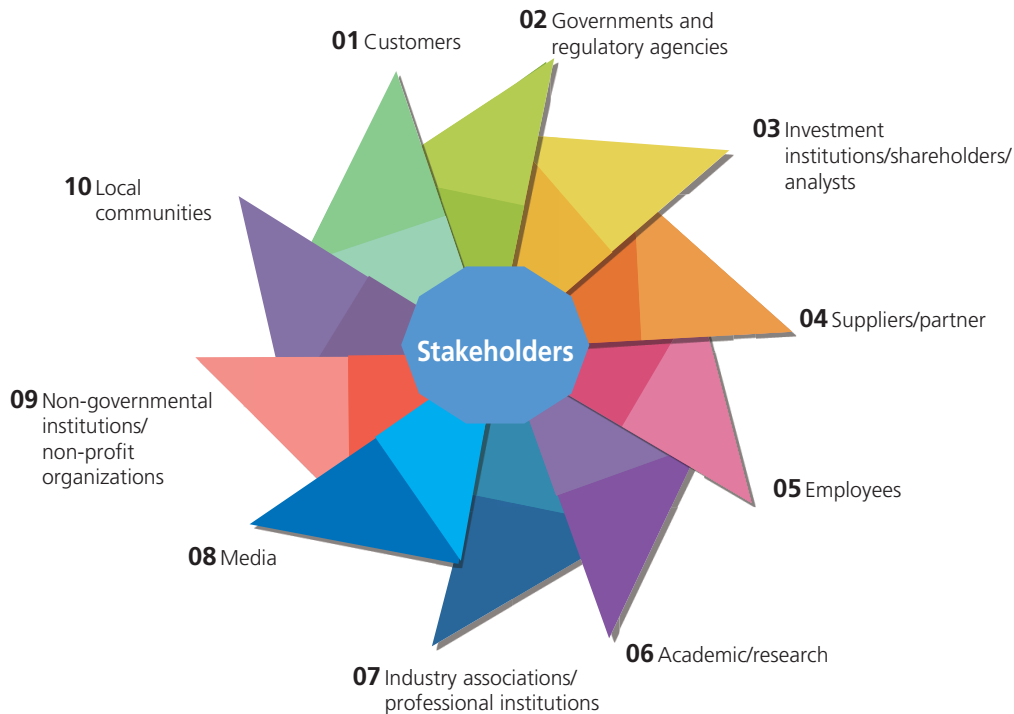 01 Customers
02 Governments and
regulatory agencies
03 Investment
institutions/shareholders/
analysts
04 Suppliers/partner
05 Employees
06 Academic/research
07 Industry associations/
professional institutions
08 Media
09 Non-governmental
institutions/
non-profit
organizations
10 Local
communities
Stakeholders